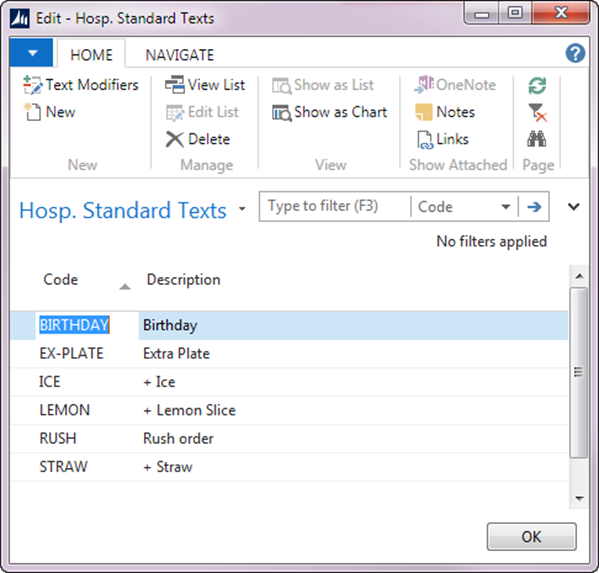 Edit - Hosp. Standard Texts
HOME NAVIGATE
Text Modifiers
New
New
View List
Edit List
Delete
Manage
Show as List
Show as Chart
View
OneNote
Notes
Links
Show Attached
Page
Hosp. Standard Texts
Type to filter (F3) Code
No filters applied
Code Description
BIRTHDAY Birthday
EX-PLATE Extra Plate
ICE + Ice
LEMON + Lemon Slice
RUSH Rush order
STRAW + Straw
OK